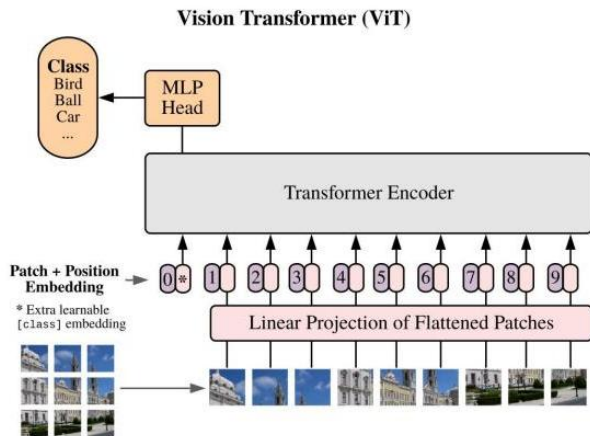 Vision Transformer (ViT)
Class
Bird
Ball
Car
...
MLP
Head
Transformer Encoder
Patch + Position
Embedding
0 * 1 2 3 4 5 6 7 8 9
* Extra learnable
[class] embedding
Linear Projection of Flattened Patches